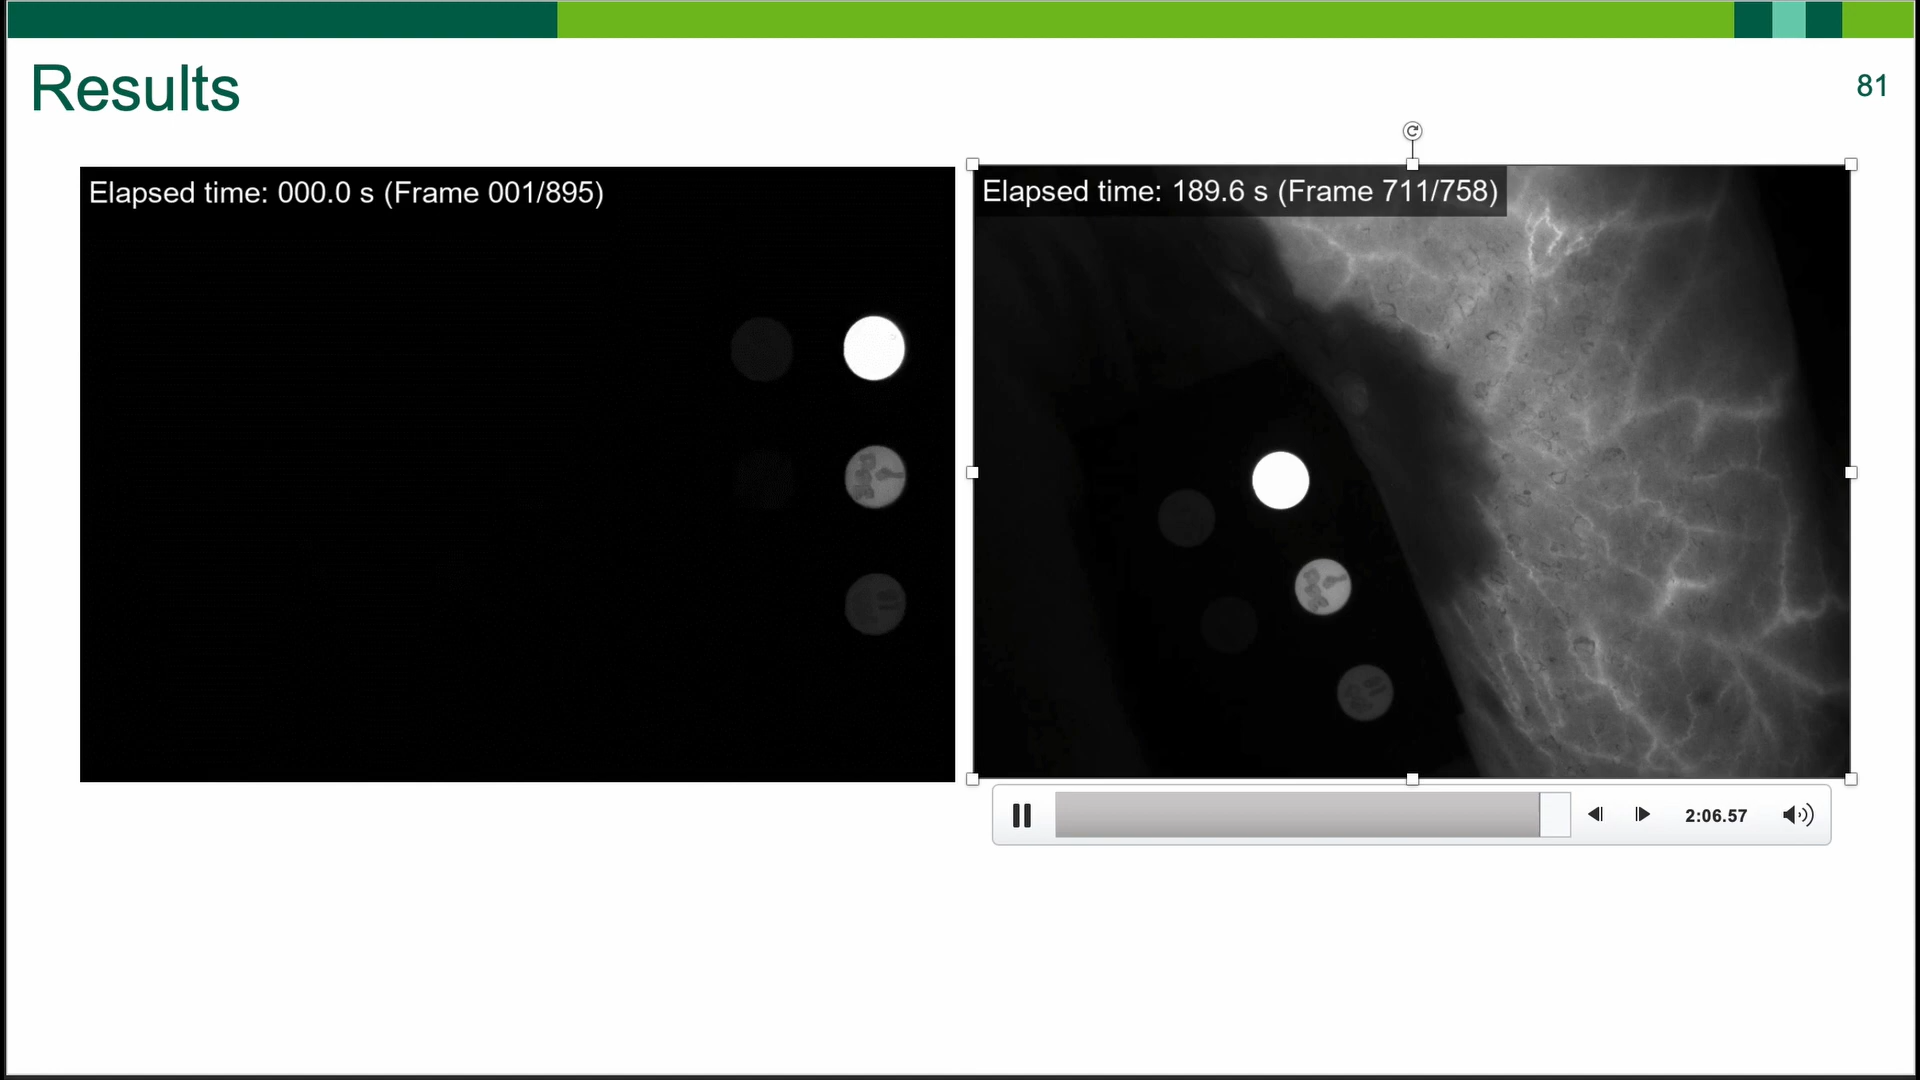 Results
81
Elapsed time: 000.0 s (Frame 001/895)
Elapsed time: 189.6 s (Frame 711/758)
2:06.57